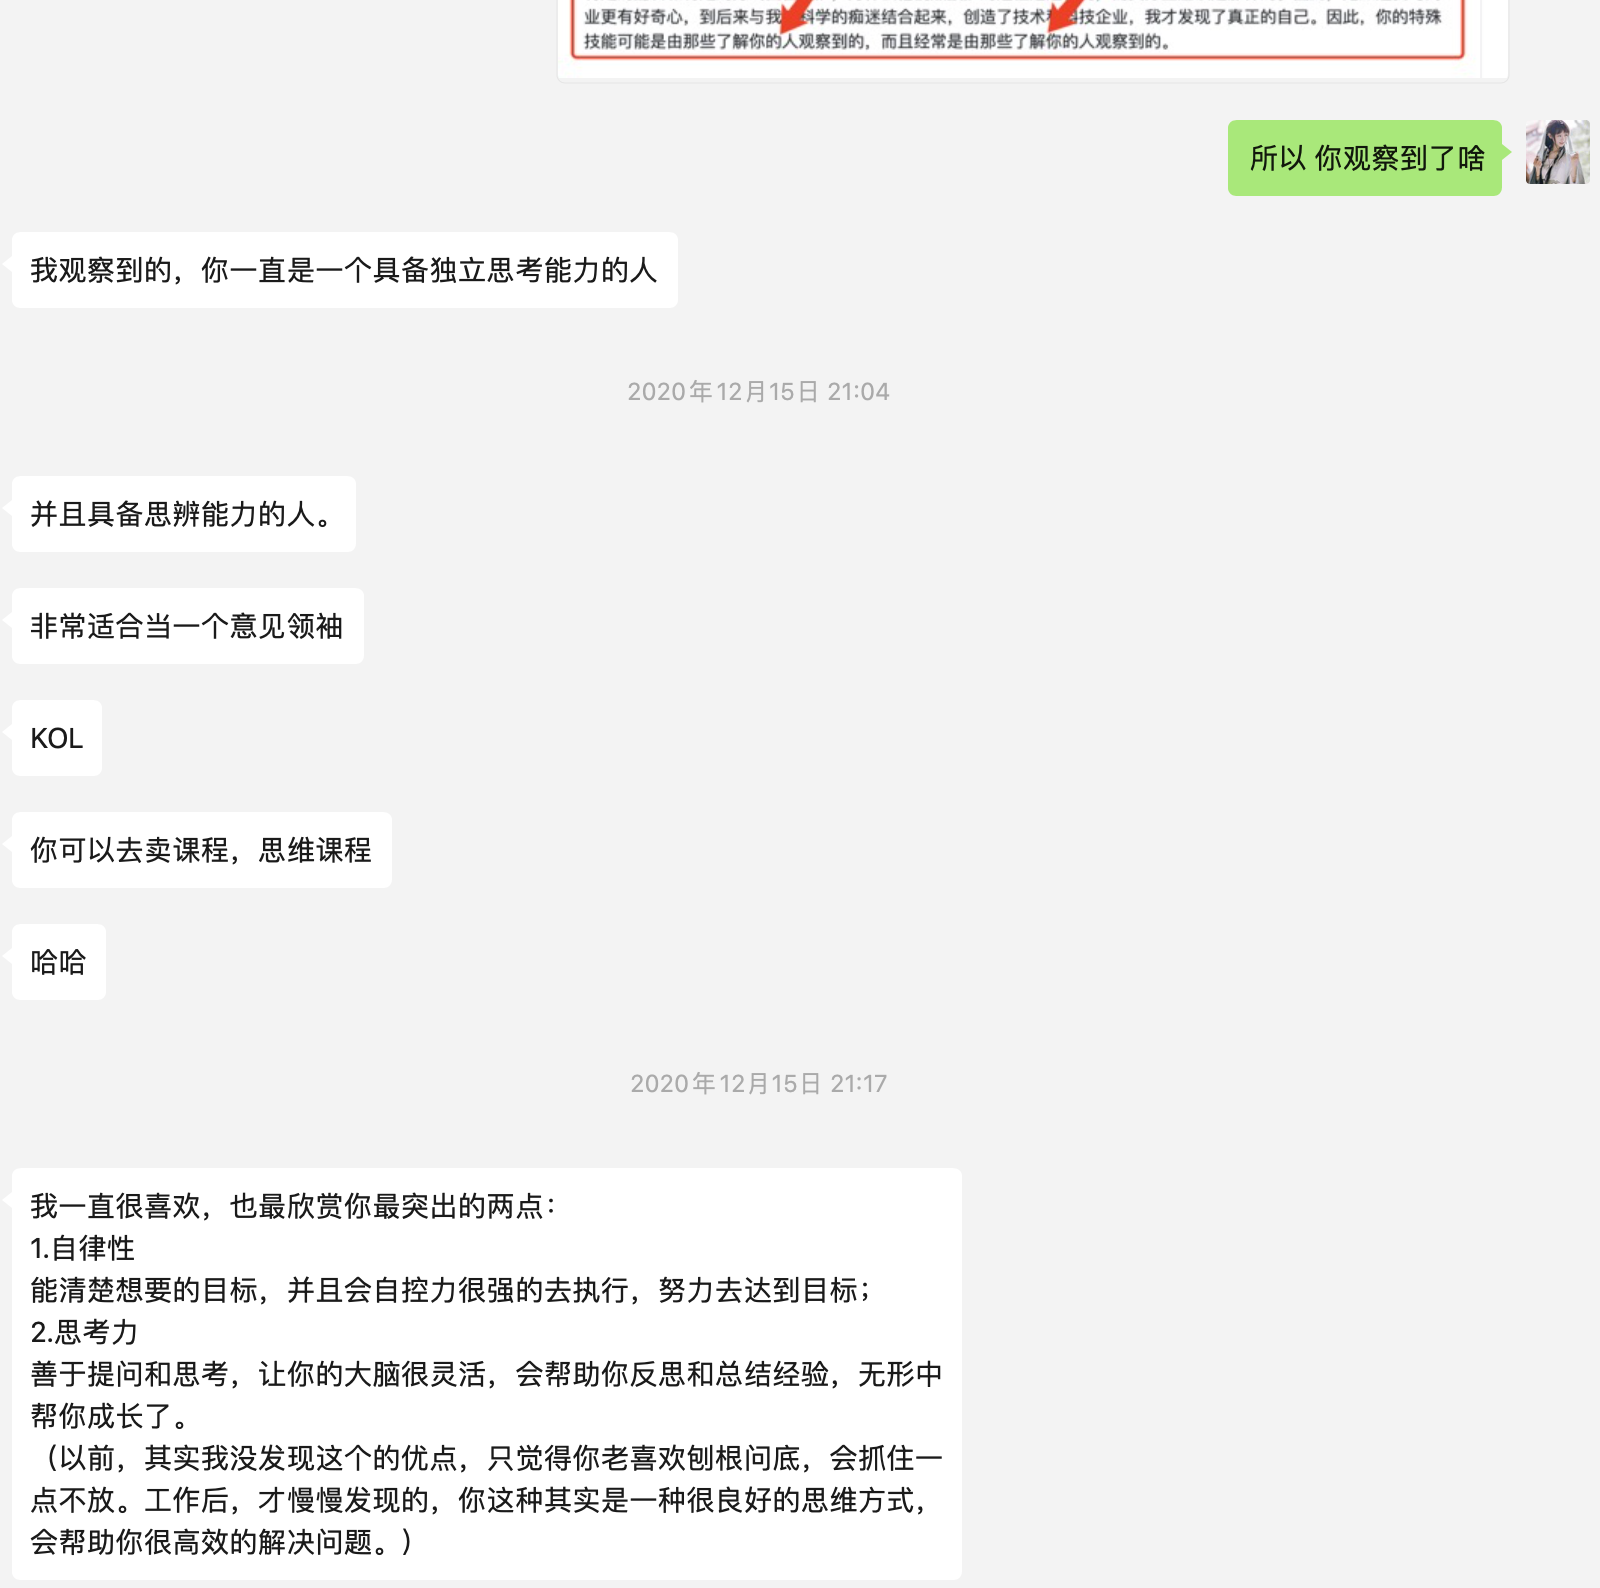 业更有好奇心，到后来与我 科学的痴迷结合起来，创造了技术 技企业，我才发现了真正的自己。因此，你的特殊
技能可能是由那些了解你的人观察到的，而且经常是由那些了解你的人观察到的。
所以 你观察到了啥
我观察到的，你一直是一个具备独立思考能力的人
2020年12月15日 21:04
并且具备思辨能力的人。
非常适合当一个意见领袖
KOL
你可以去卖课程，思维课程
哈哈
2020年12月15日 21:17
我一直很喜欢，也最欣赏你最突出的两点：
1.自律性
能清楚想要的目标，并且会自控力很强的去执行，努力去达到目标；
2.思考力
善于提问和思考，让你的大脑很灵活，会帮助你反思和总结经验，无形中
帮你成长了。
（以前，其实我没发现这个的优点，只觉得你老喜欢刨根问底，会抓住一
点不放。工作后，才慢慢发现的，你这种其实是一种很良好的思维方式，
会帮助你很高效的解决问题。）